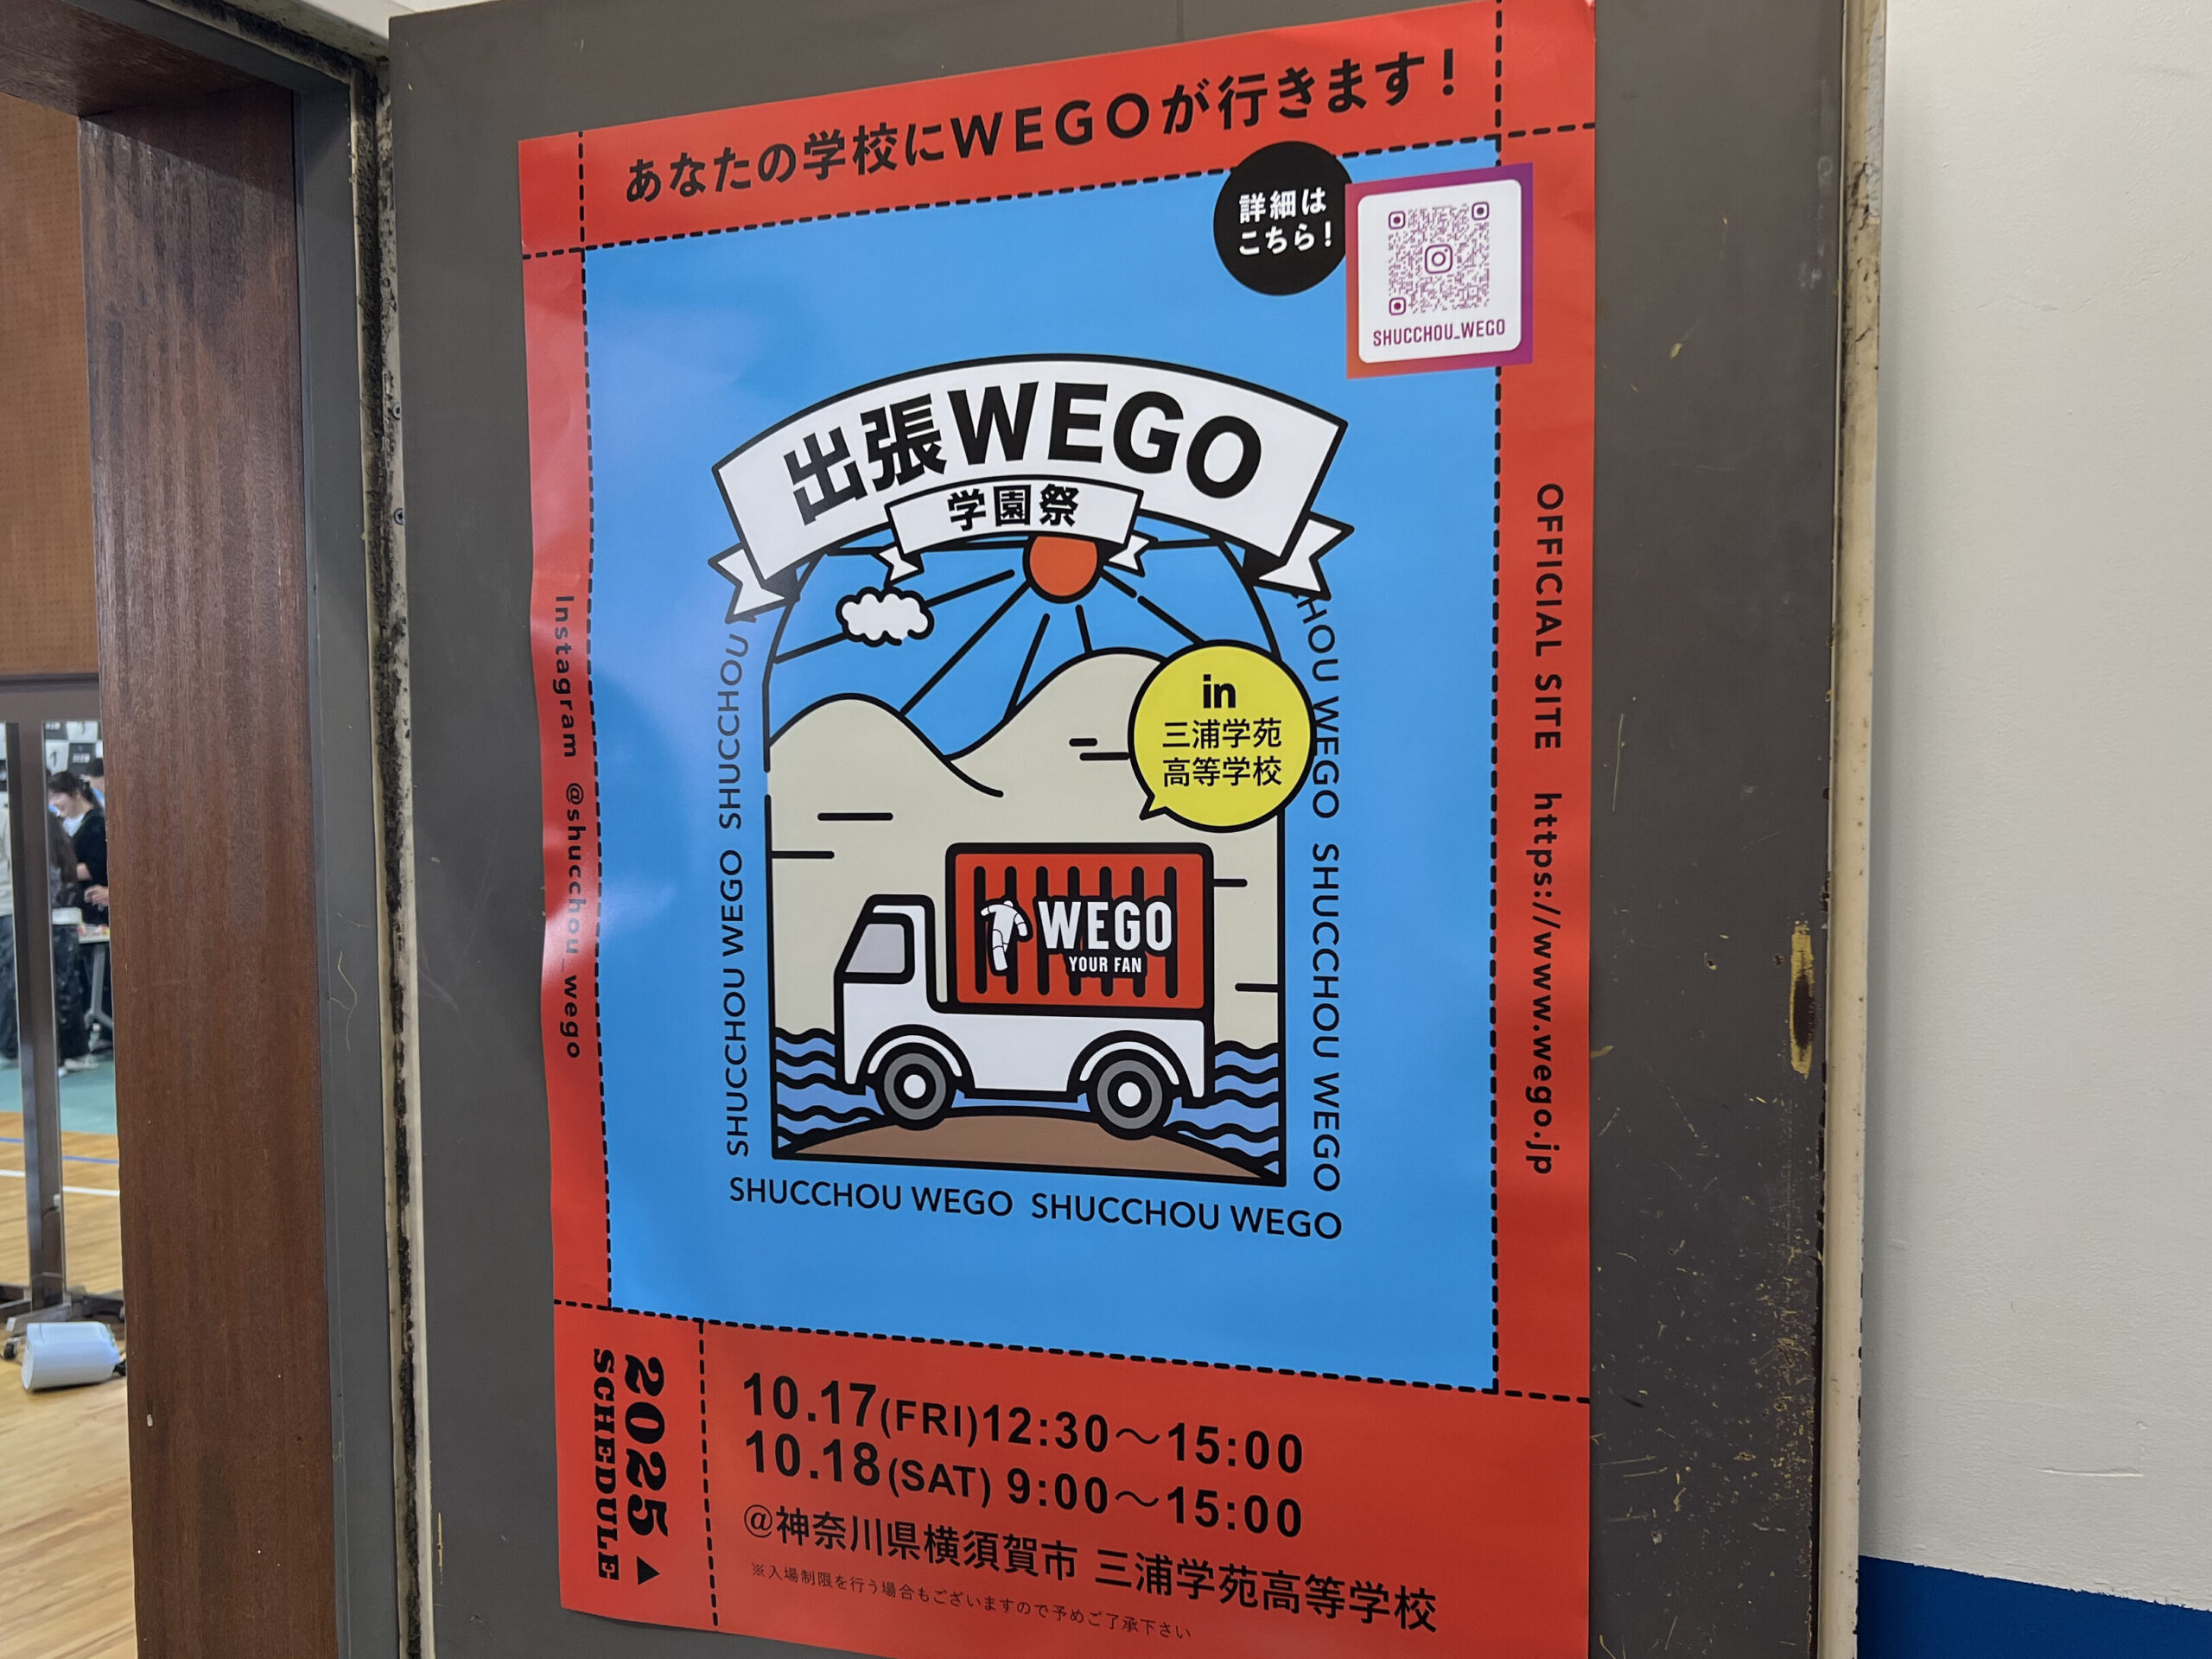 あなたの学校にWEGOが行きます！
詳細は
こちら！
SHUCCHOU_WEGO
出張WEGO
学園祭
in
三浦学苑
高等学校
WEGO
YOUR FAN
SHUCCHOU WEGO SHUCCHOU
HOU WEGO SHUCCHOU WEGO
SHUCCHOU WEGO SHUCCHOU WEGO
Instagram @shucchou_wego
OFFICIAL SITE https://www.wego.jp
2025▲
SCHEDULE
10.17(FRI)12:30〜15:00
10.18(SAT) 9:00〜15:00
@神奈川県横須賀市 三浦学苑高等学校
※入場制限を行う場合もございますので予めご了承下さい